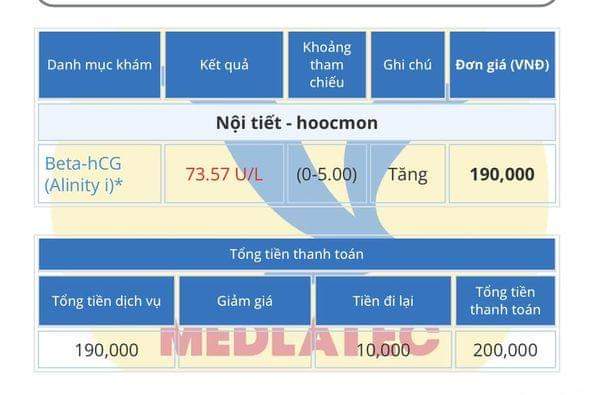 Danh mục khám Kết quả Khoảng tham chiếu Ghi chú Đơn giá (VNĐ)
Nội tiết - hoocmon
Beta-hCG (Alinity i)* 73.57 U/L (0-5.00) Tăng 190,000
Tổng tiền thanh toán
Tổng tiền dịch vụ Giảm giá Tiền đi lại Tổng tiền thanh toán
190,000 10,000 200,000
MEDLATEC